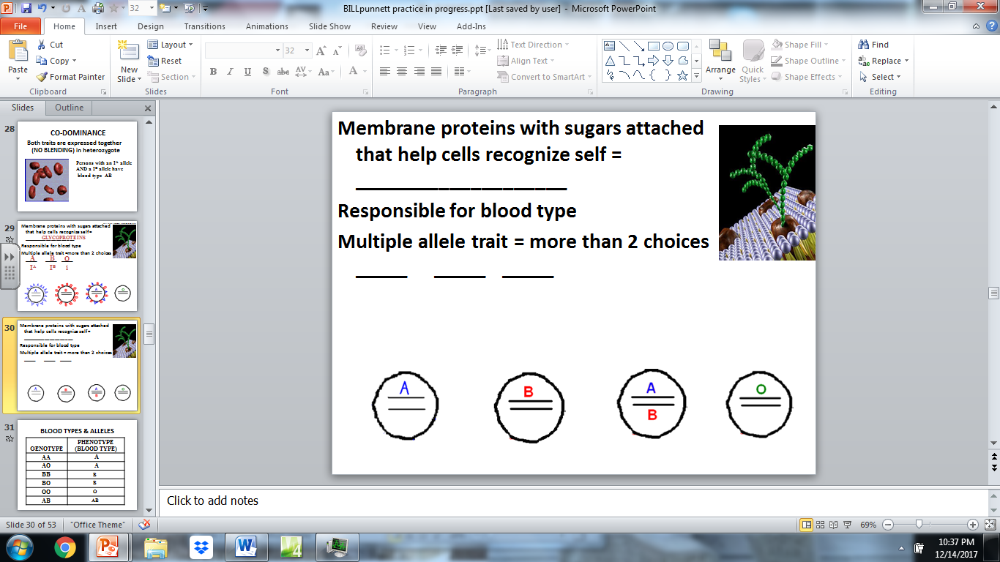 BILLpunnett practice in progress.ppt [Last saved by user] - Microsoft PowerPoint
32
File Home Insert Design Transitions Animations Slide Show Review View Add-Ins
Paste
Cut
Copy
Format Painter
Clipboard
New
Slide
Layout
Reset
Section
Slides
32
B I U S abc AV Aa A
Font
Text Direction
Align Text
Convert to SmartArt
Paragraph
Arrange
Quick
Styles
Shape Fill
Shape Outline
Shape Effects
Drawing
Find
Replace
Select
Editing
Slides Outline
28
CO-DOMINANCE
Both traits are expressed together
(NO BLENDING) in heterozygote
Persons with an Iᴬ allele
AND a Iᴮ allele have
blood type AB
29
Membrane proteins with sugars attached
that help cells recognize self=
GLYCOPROTEINS
Responsible for blood type
Multiple allele trait =more than 2 choices
A B O
Iᴬ Iᴮ i
A B A B O
30
Membrane proteins with sugars attached
that help cells recognize self =
Responsible for blood type
Multiple allele trait = more than 2 choices
A B A B O
31
BLOOD TYPES & ALLELES
GENOTYPE PHENOTYPE
(BLOOD TYPE)
AA A
AO A
BB B
BO B
OO O
AB AB
Membrane proteins with sugars attached
that help cells recognize self =
____________________
Responsible for blood type
Multiple allele trait = more than 2 choices
_____ _____ _____
A B A O
B
Click to add notes
Slide 30 of 53 "Office Theme" 69%
10:37 PM
12/14/2017